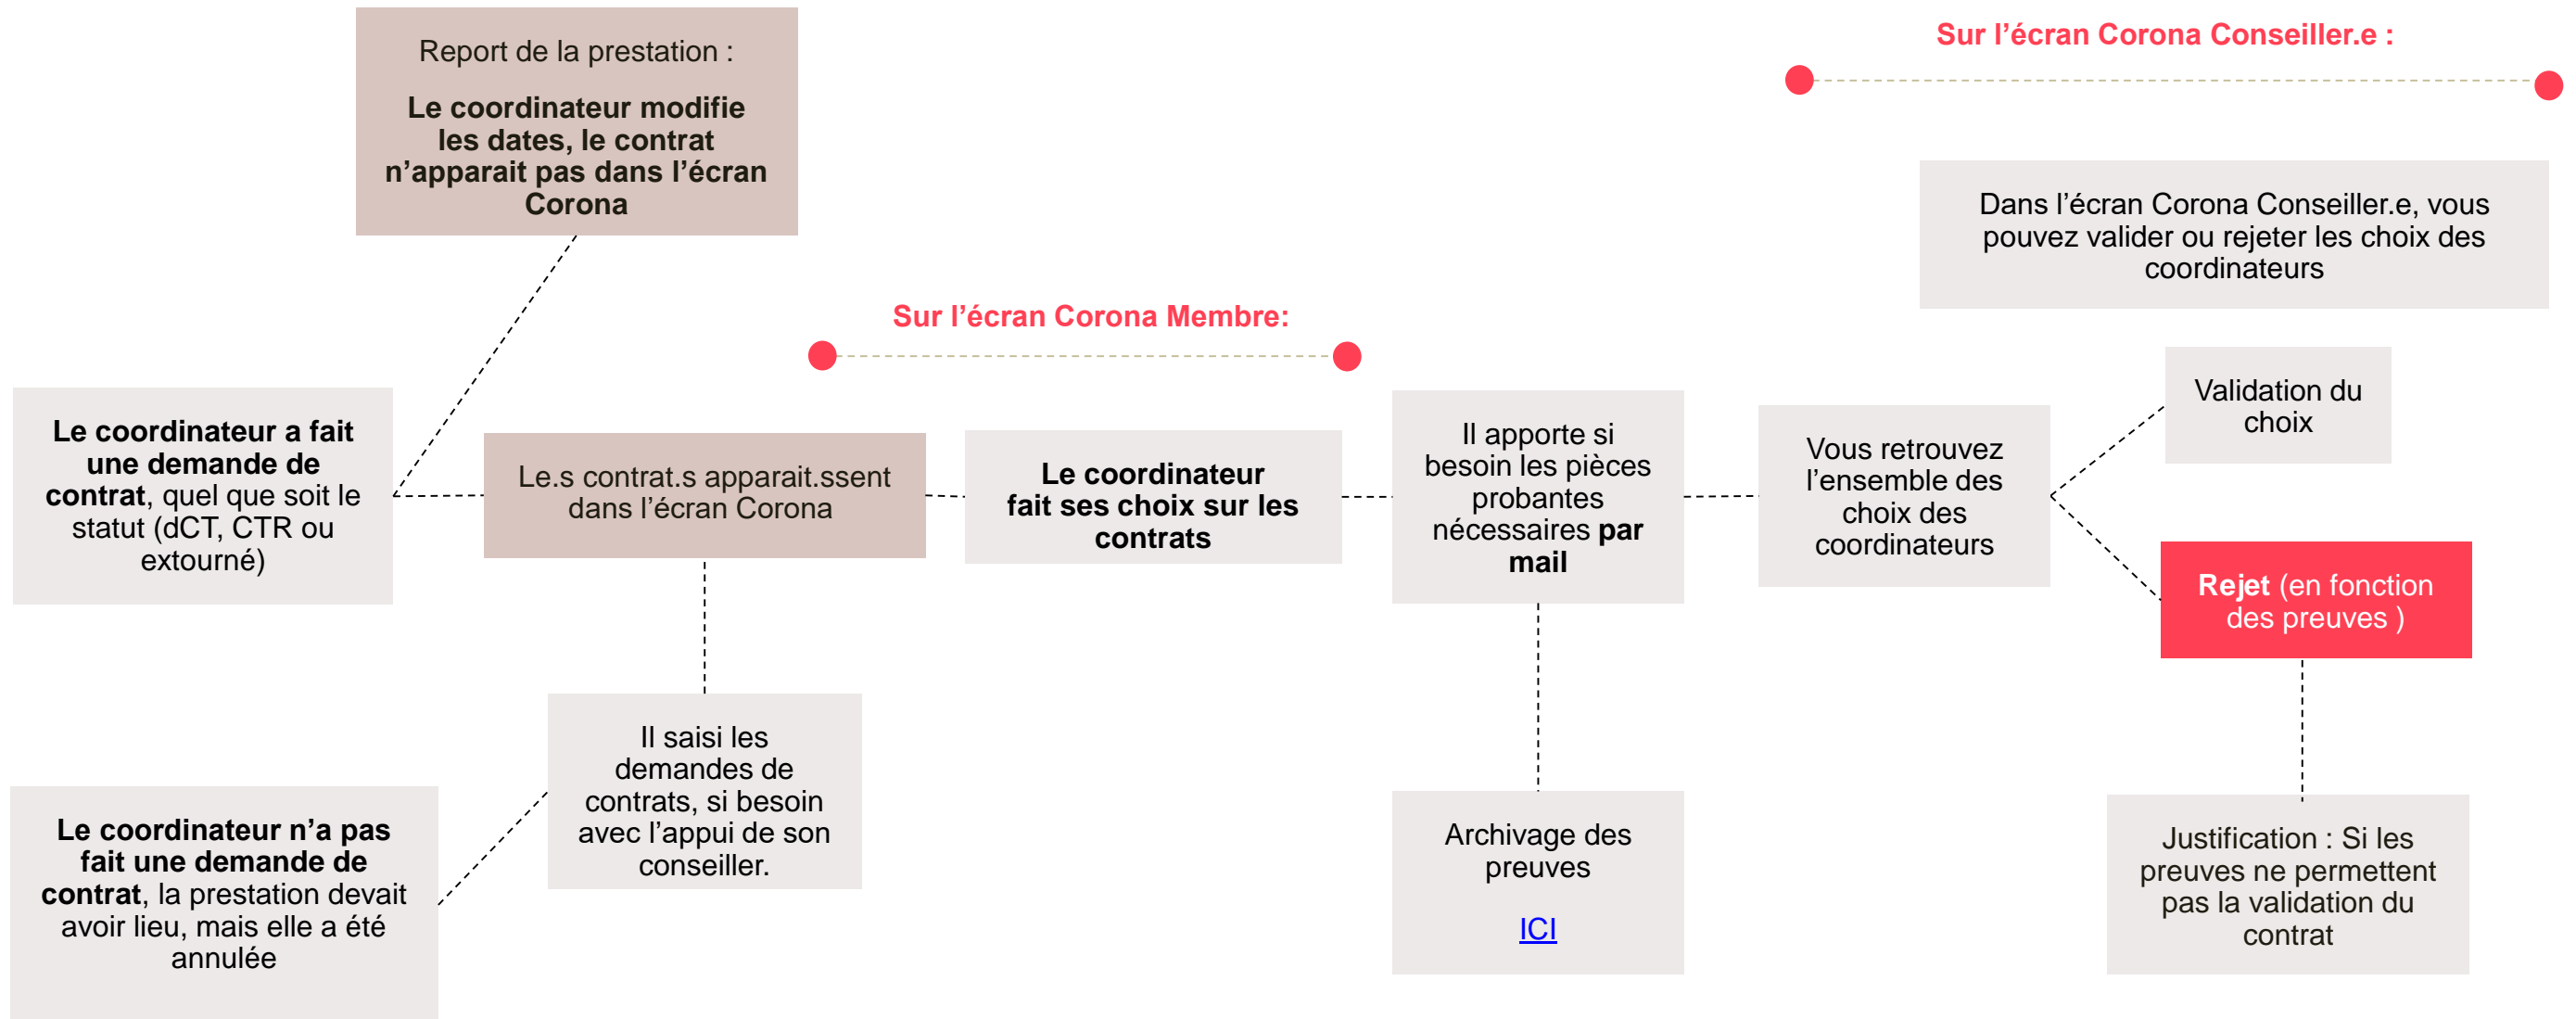 Report de la prestation :
Le coordinateur modifie
les dates, le contrat
n’apparait pas dans l’écran
Corona
Sur l’écran Corona Conseiller.e :
Dans l’écran Corona Conseiller.e, vous
pouvez valider ou rejeter les choix des
coordinateurs
Sur l’écran Corona Membre:
Le coordinateur a fait
une demande de
contrat, quel que soit le
statut (dCT, CTR ou
extourné)
Le.s contrat.s apparait.ssent
dans l’écran Corona
Le coordinateur
fait ses choix sur les
contrats
Il apporte si
besoin les pièces
probantes
nécessaires par
mail
Vous retrouvez
l’ensemble des
choix des
coordinateurs
Validation du
choix
Rejet (en fonction
des preuves )
Il saisi les
demandes de
contrats, si besoin
avec l’appui de son
conseiller.
Le coordinateur n’a pas
fait une demande de
contrat, la prestation devait
avoir lieu, mais elle a été
annulée
Archivage des
preuves
ICI
Justification : Si les
preuves ne permettent
pas la validation du
contrat